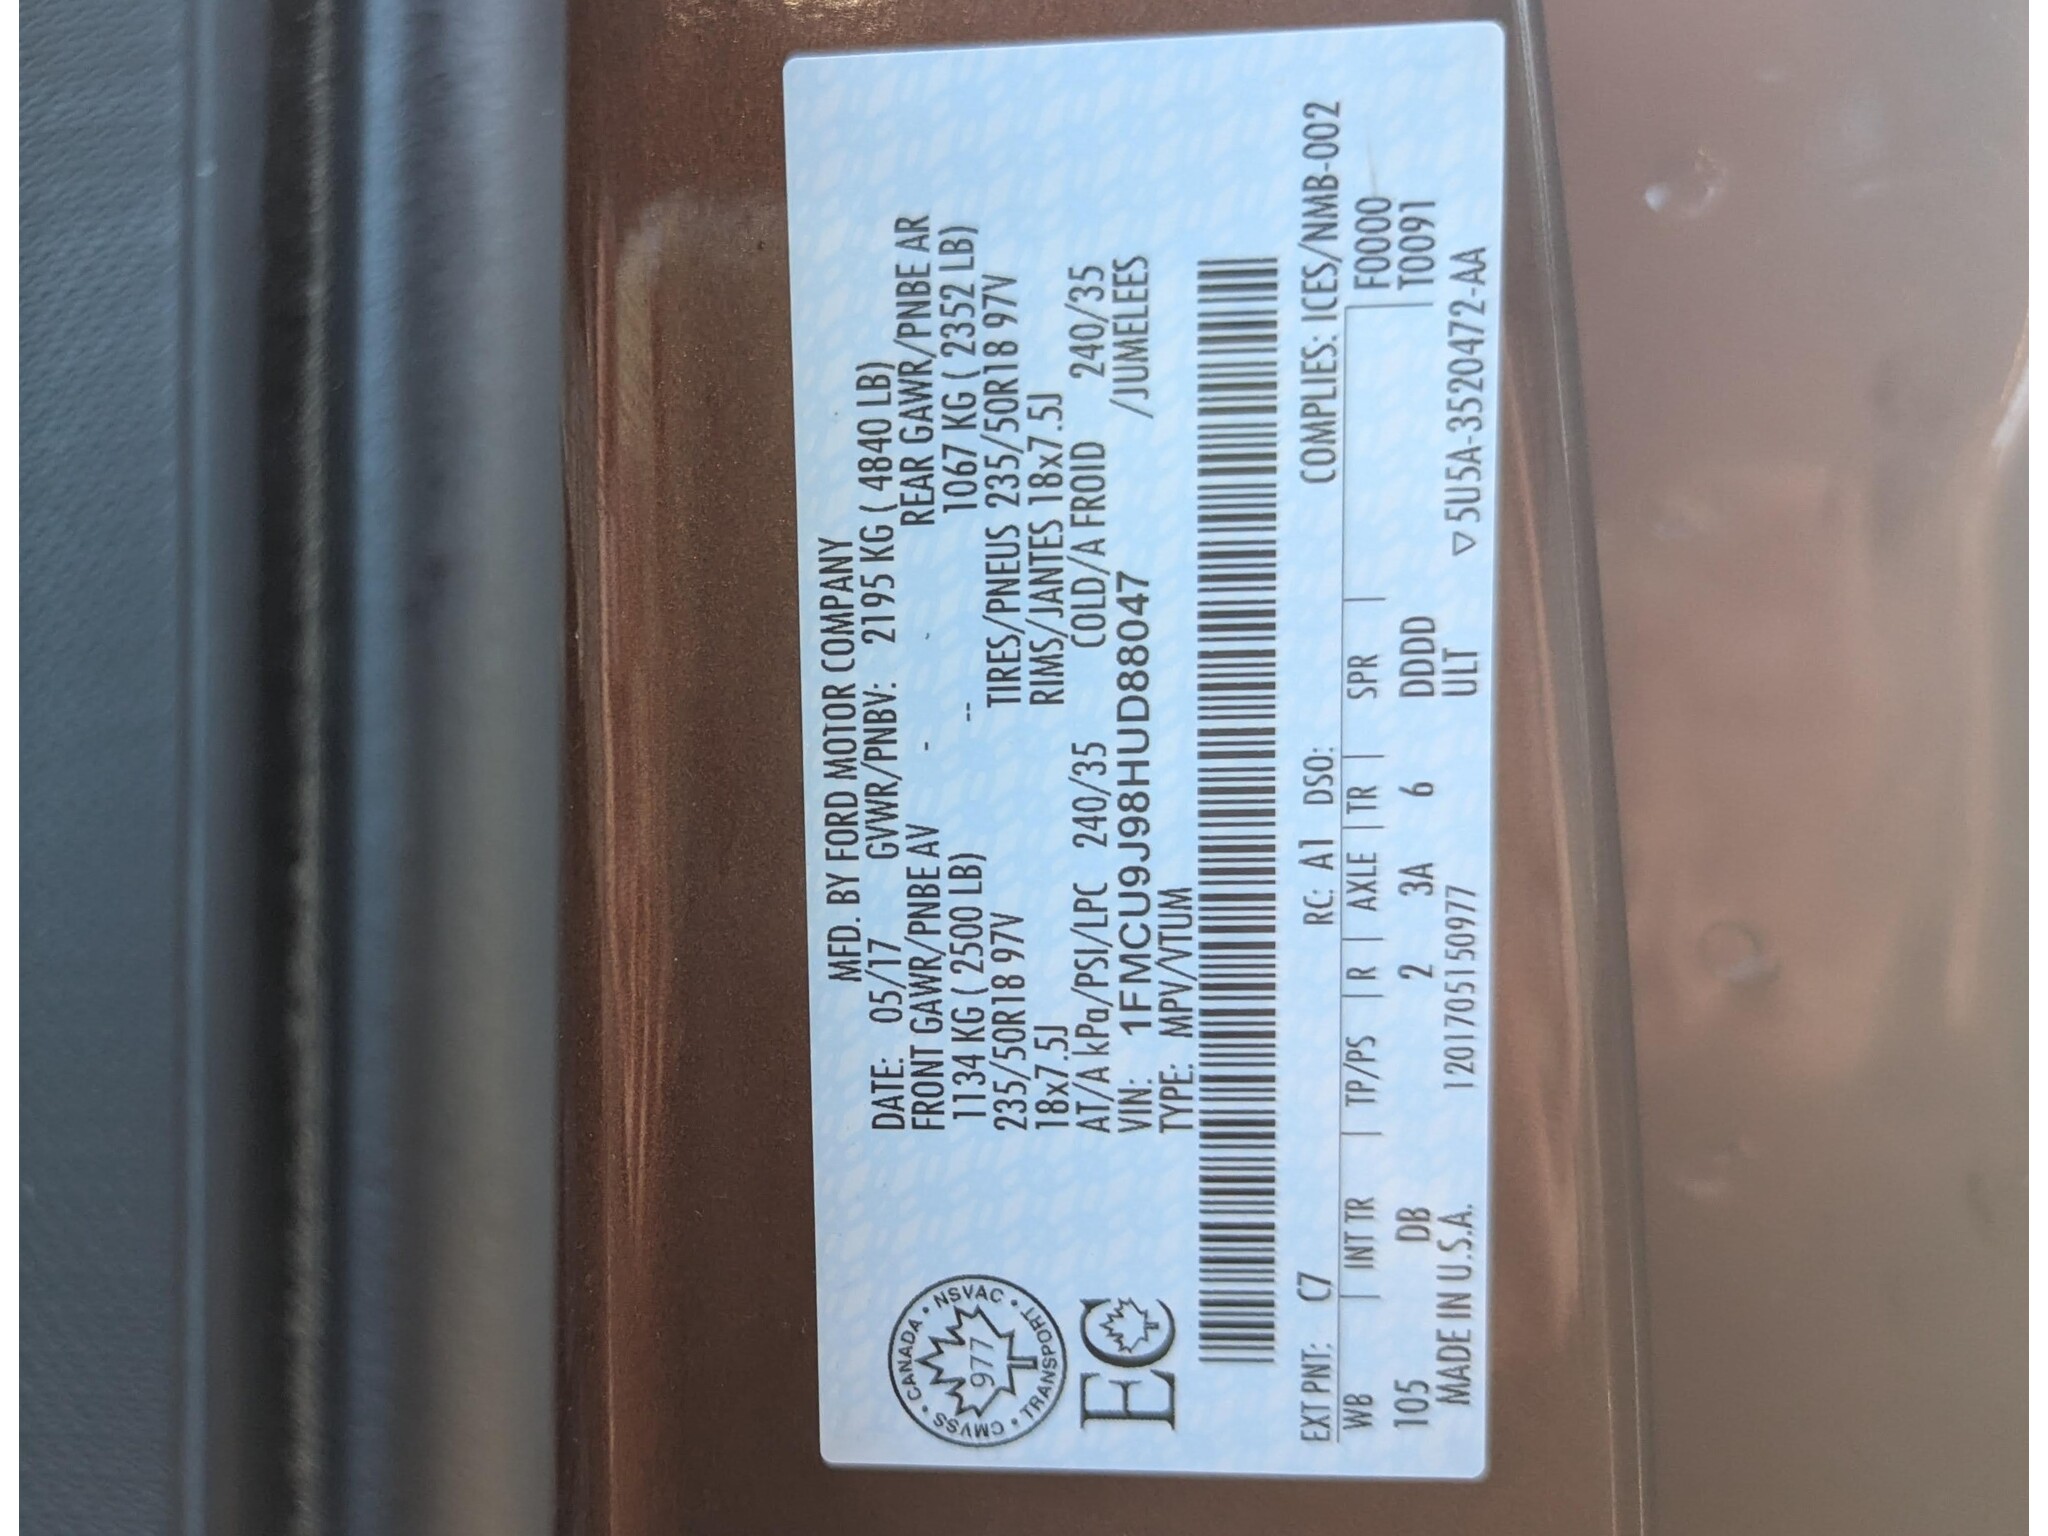 MFD. BY FORD MOTOR COMPANY
DATE: 05/17 GVWR/PNBV: 2195 KG ( 4840 LB)
FRONT GAWR/PNBE AV - REAR GAWR/PNBE AR
1134 KG ( 2500 LB) -- 1067 KG ( 2352 LB)
235/50R18 97V TIRES/PNEUS 235/50R18 97V
18x7.5J RIMS/JANTES 18x7.5J
AT/A kPa/PSI/LPC 240/35 COLD/A FROID 240/35
VIN: 1FMCU9J98HUD88047 /JUMELEES
TYPE: MPV/VTUM
CMVSS • CANADA • NSVAC • TRANSPORT •
977
EC
EXT PNT: C7 RC: A1 DSO: COMPLIES: ICES/NMB-002
WB | INT TR | TP/PS | R | AXLE | TR | SPR | F0000
105 DB 2 3A 6 DDDD T0091
MADE IN U.S.A. 120170515150977 ULT ▽5U5A-3520472-AA